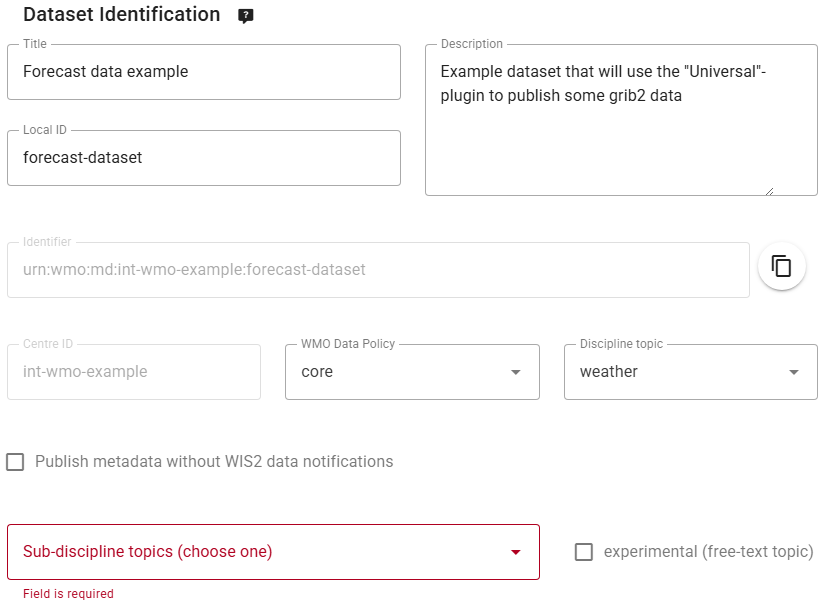 Dataset Identification
Title
Forecast data example
Description
Example dataset that will use the "Universal"-
plugin to publish some grib2 data
Local ID
forecast-dataset
Identifier
urn:wmo:md:int-wmo-example:forecast-dataset
Centre ID
int-wmo-example
WMO Data Policy
core
Discipline topic
weather
Publish metadata without WIS2 data notifications
Sub-discipline topics (choose one)
experimental (free-text topic)
Field is required